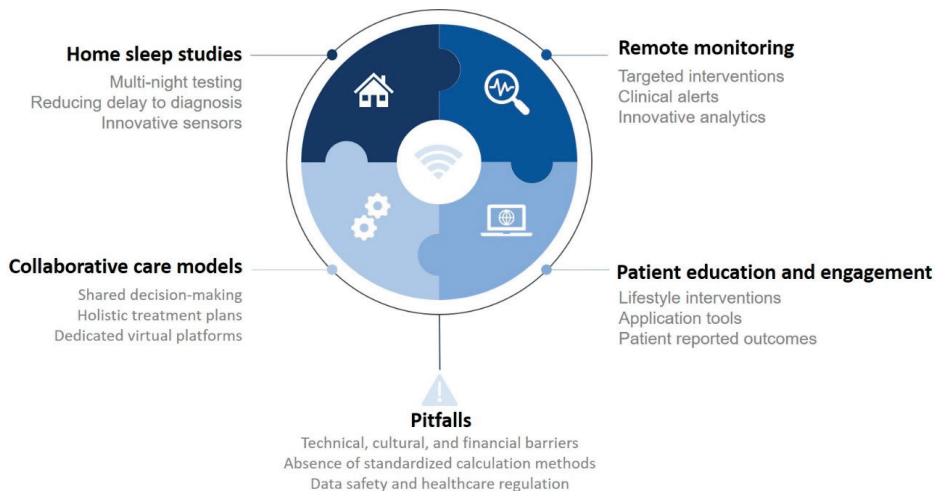 Home sleep studies
Multi-night testing
Reducing delay to diagnosis
Innovative sensors
Remote monitoring
Targeted interventions
Clinical alerts
Innovative analytics
Collaborative care models
Shared decision-making
Holistic treatment plans
Dedicated virtual platforms
Patient education and engagement
Lifestyle interventions
Application tools
Patient reported outcomes
Pitfalls
Technical, cultural, and financial barriers
Absence of standardized calculation methods
Data safety and healthcare regulation